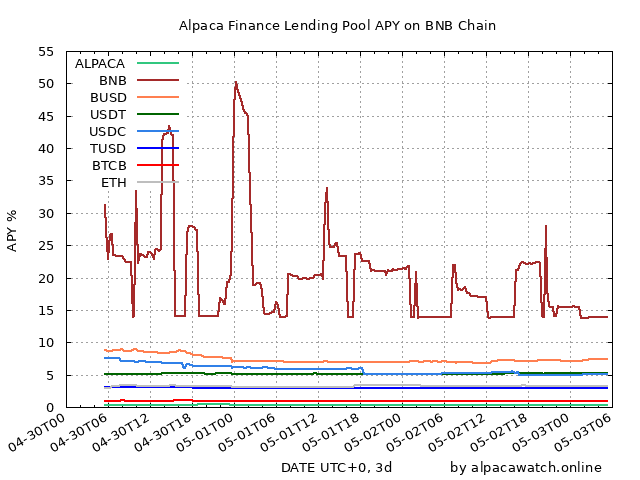 Alpaca Finance Lending Pool APY on BNB Chain
55
50
45
40
35
30
25
20
15
10
5
0
APY %
ALPACA
BNB
BUSD
USDT
USDC
TUSD
BTCB
ETH
04-30T00
04-30T06
04-30T12
04-30T18
05-01T00
05-01T06
05-01T12
05-01T18
05-02T00
05-02T06
05-02T12
05-02T18
05-03T00
05-03T06
DATE UTC+0, 3d
by alpacawatch.online